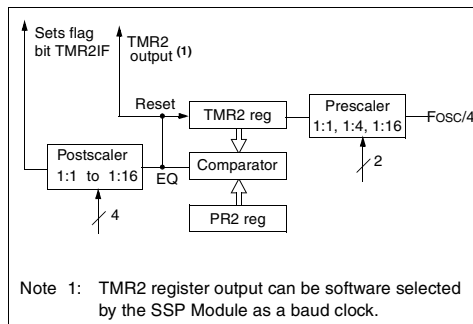 Sets flag
bit TMR2IF
TMR2
output (1)
Reset
TMR2 reg
Prescaler
1:1, 1:4, 1:16
FOSC/4
2
Postscaler
1:1 to 1:16
EQ
Comparator
4
PR2 reg
Note 1: TMR2 register output can be software selected
by the SSP Module as a baud clock.